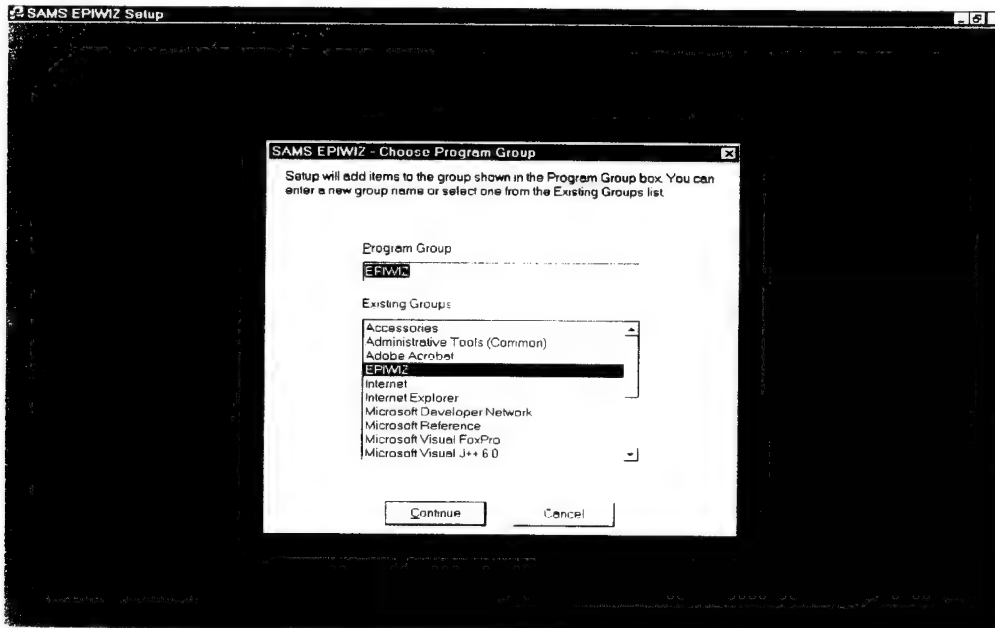 SAMS EPIWIZ Setup
SAMS EPIWIZ - Choose Program Group
Setup will add items to the group shown in the Program Group box. You can
enter a new group name or select one from the Existing Groups list
Program Group
EPIWIZ
Existing Groups
Accessories
Administrative Tools (Common)
Adobe Acrobat
EPIWIZ
Internet
Internet Explorer
Microsoft Developer Network
Microsoft Reference
Microsoft Visual FoxPro
Microsoft Visual J++ 6.0
Continue
Cancel